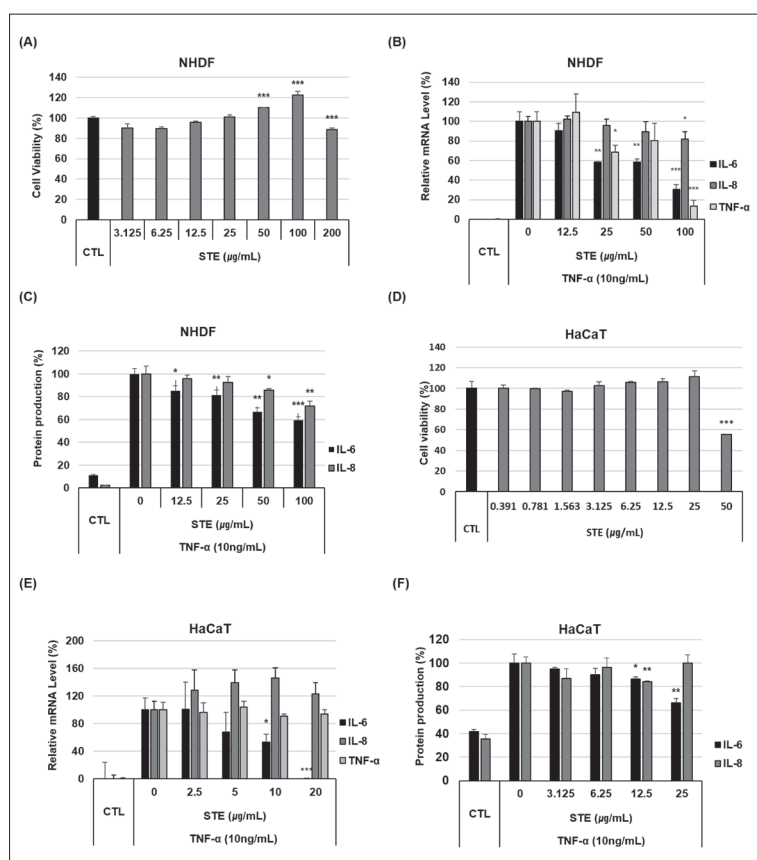 (A)
NHDF
Cell Viability (%)
140
120
100
80
60
40
20
0
***
***
***
CTL
3.125 6.25 12.5 25 50 100 200
STE (µg/mL)
(B)
NHDF
Relative mRNA Level (%)
140
120
100
80
60
40
20
0
**
*
**
*
***
***
IL-6
IL-8
TNF-α
0 12.5 25 50 100
CTL
STE (µg/mL)
TNF-α (10ng/mL)
(C)
NHDF
Protein production (%)
120
100
80
60
40
20
0
*
**
**
*
***
**
IL-6
IL-8
0 12.5 25 50 100
CTL
STE (µg/mL)
TNF-α (10ng/mL)
(D)
HaCaT
Cell viability (%)
140
120
100
80
60
40
20
0
***
0.391 0.781 1.563 3.125 6.25 12.5 25 50
CTL
STE (µg/mL)
(E)
HaCaT
Relative mRNA Level (%)
200
160
120
80
40
0
*
***
IL-6
IL-8
TNF-α
0 2.5 5 10 20
CTL
STE (µg/mL)
TNF-α (10ng/mL)
(F)
HaCaT
Protein production (%)
120
100
80
60
40
20
0
*
**
**
IL-6
IL-8
0 3.125 6.25 12.5 25
CTL
STE (µg/mL)
TNF-α (10ng/mL)